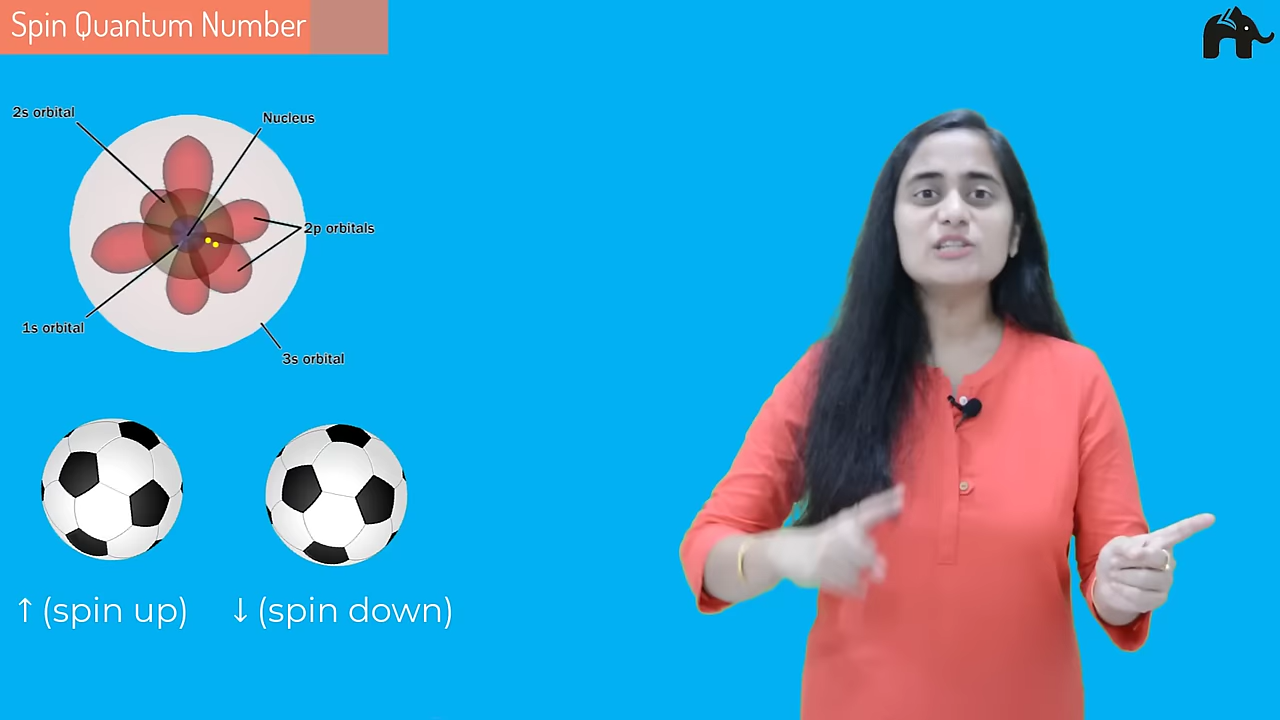 Spin Quantum Number
2s orbital
Nucleus
2p orbitals
1s orbital
3s orbital
↑ (spin up)
↓ (spin down)